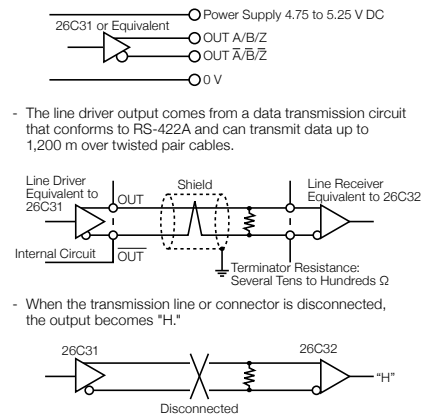 Power Supply 4.75 to 5.25 V DC
26C31 or Equivalent
OUT A/B/Z
OUT A̅/B̅/Z̅
0 V
- The line driver output comes from a data transmission circuit
that conforms to RS-422A and can transmit data up to
1,200 m over twisted pair cables.
Line Driver
Equivalent to
26C31
OUT
Shield
Line Receiver
Equivalent to 26C32
Internal Circuit
O̅U̅T̅
Terminator Resistance:
Several Tens to Hundreds Ω
- When the transmission line or connector is disconnected,
the output becomes "H."
26C31
26C32
"H"
Disconnected